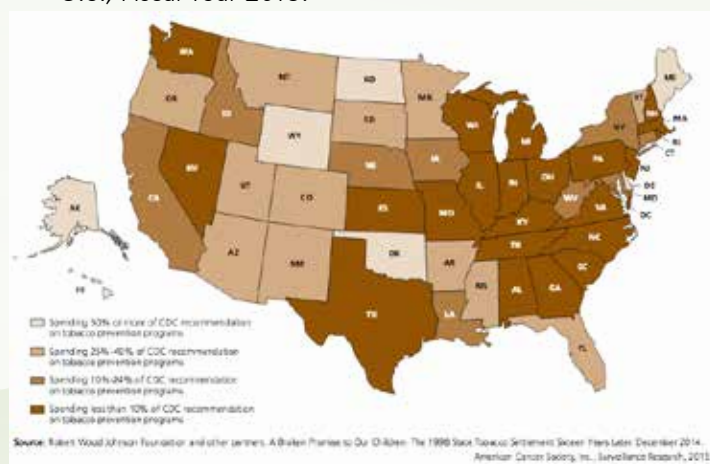 U.S., Fiscal Year 2015.
WA
MT
ND
ME
OR
ID
MN
VT
NH
SD
WI
NY
MA
WY
MI
RI
CT
NE
IA
PA
NJ
NV
UT
CO
IL
IN
OH
DE
MD
CA
KS
MO
WV
VA
DC
KY
AK
AZ
NM
OK
AR
TN
NC
SC
MS
AL
GA
TX
LA
HI
FL
Spending 50% or more of CDC recommendation
on tobacco prevention programs
Spending 25%-49% of CDC recommendation
on tobacco prevention programs
Spending 10%-24% of CDC recommendation
on tobacco prevention programs
Spending less than 10% of CDC recommendation
on tobacco prevention programs
Source: Robert Wood Johnson Foundation and other partners. A Broken Promise to Our Children: The 1998 State Tobacco Settlement Sixteen Years Later. December 2014.
American Cancer Society, Inc., Surveillance Research, 2015